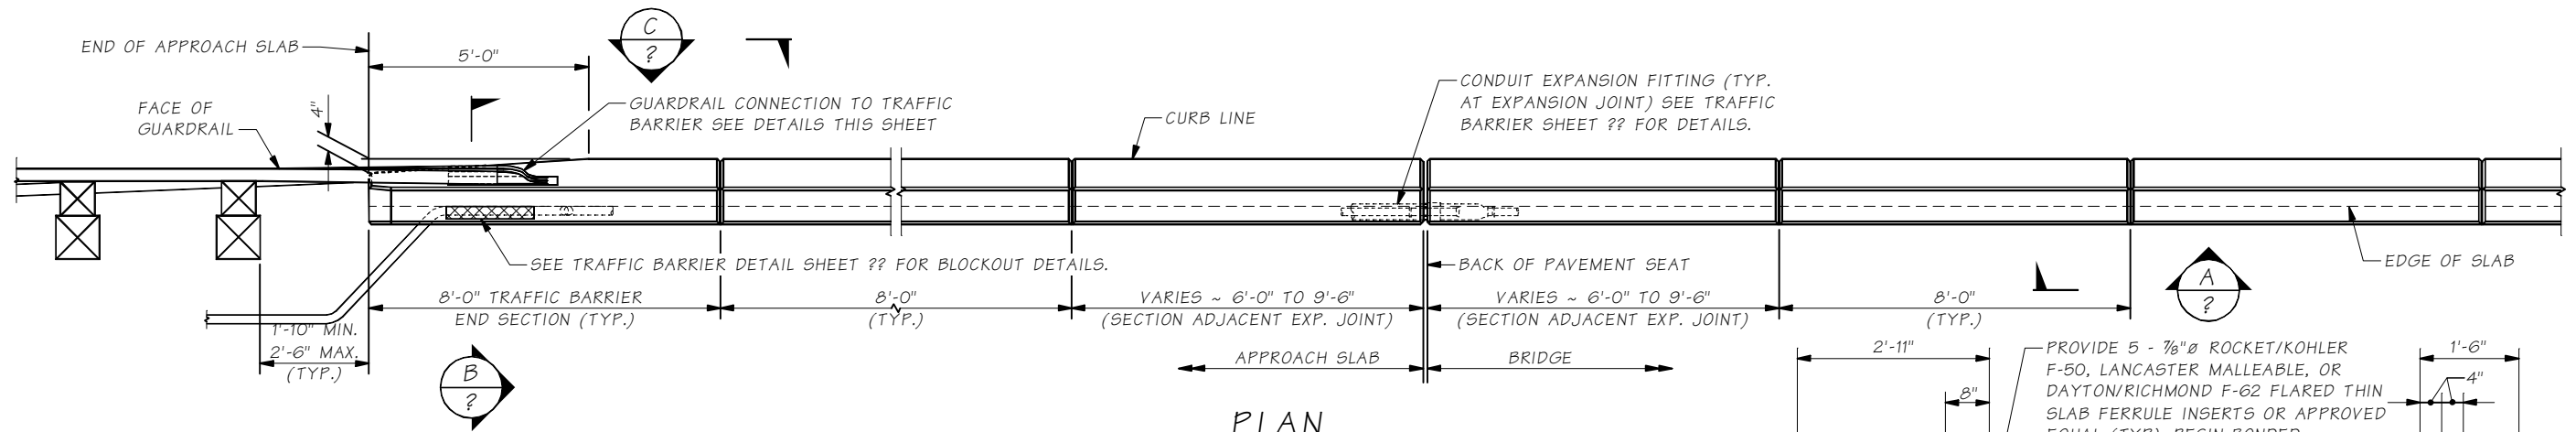 END OF APPROACH SLAB
5'-0"
C
?
FACE OF
GUARDRAIL
4"
GUARDRAIL CONNECTION TO TRAFFIC
BARRIER SEE DETAILS THIS SHEET
CURB LINE
CONDUIT EXPANSION FITTING (TYP.
AT EXPANSION JOINT) SEE TRAFFIC
BARRIER SHEET ?? FOR DETAILS.
SEE TRAFFIC BARRIER DETAIL SHEET ?? FOR BLOCKOUT DETAILS.
BACK OF PAVEMENT SEAT
EDGE OF SLAB
A
?
8'-0" TRAFFIC BARRIER
END SECTION (TYP.)
8'-0"
(TYP.)
VARIES ~ 6'-0" TO 9'-6"
(SECTION ADJACENT EXP. JOINT)
VARIES ~ 6'-0" TO 9'-6"
(SECTION ADJACENT EXP. JOINT)
8'-0"
(TYP.)
1'-10" MIN.
2'-6" MAX.
(TYP.)
B
?
APPROACH SLAB
BRIDGE
PLAN
2'-11"
8"
PROVIDE 5 - ⅞"ø ROCKET/KOHLER
F-50, LANCASTER MALLEABLE, OR
DAYTON/RICHMOND F-62 FLARED THIN
SLAB FERRULE INSERTS OR APPROVED
EQUAL (TYP.) BEGIN BONDED
1'-6"
4"